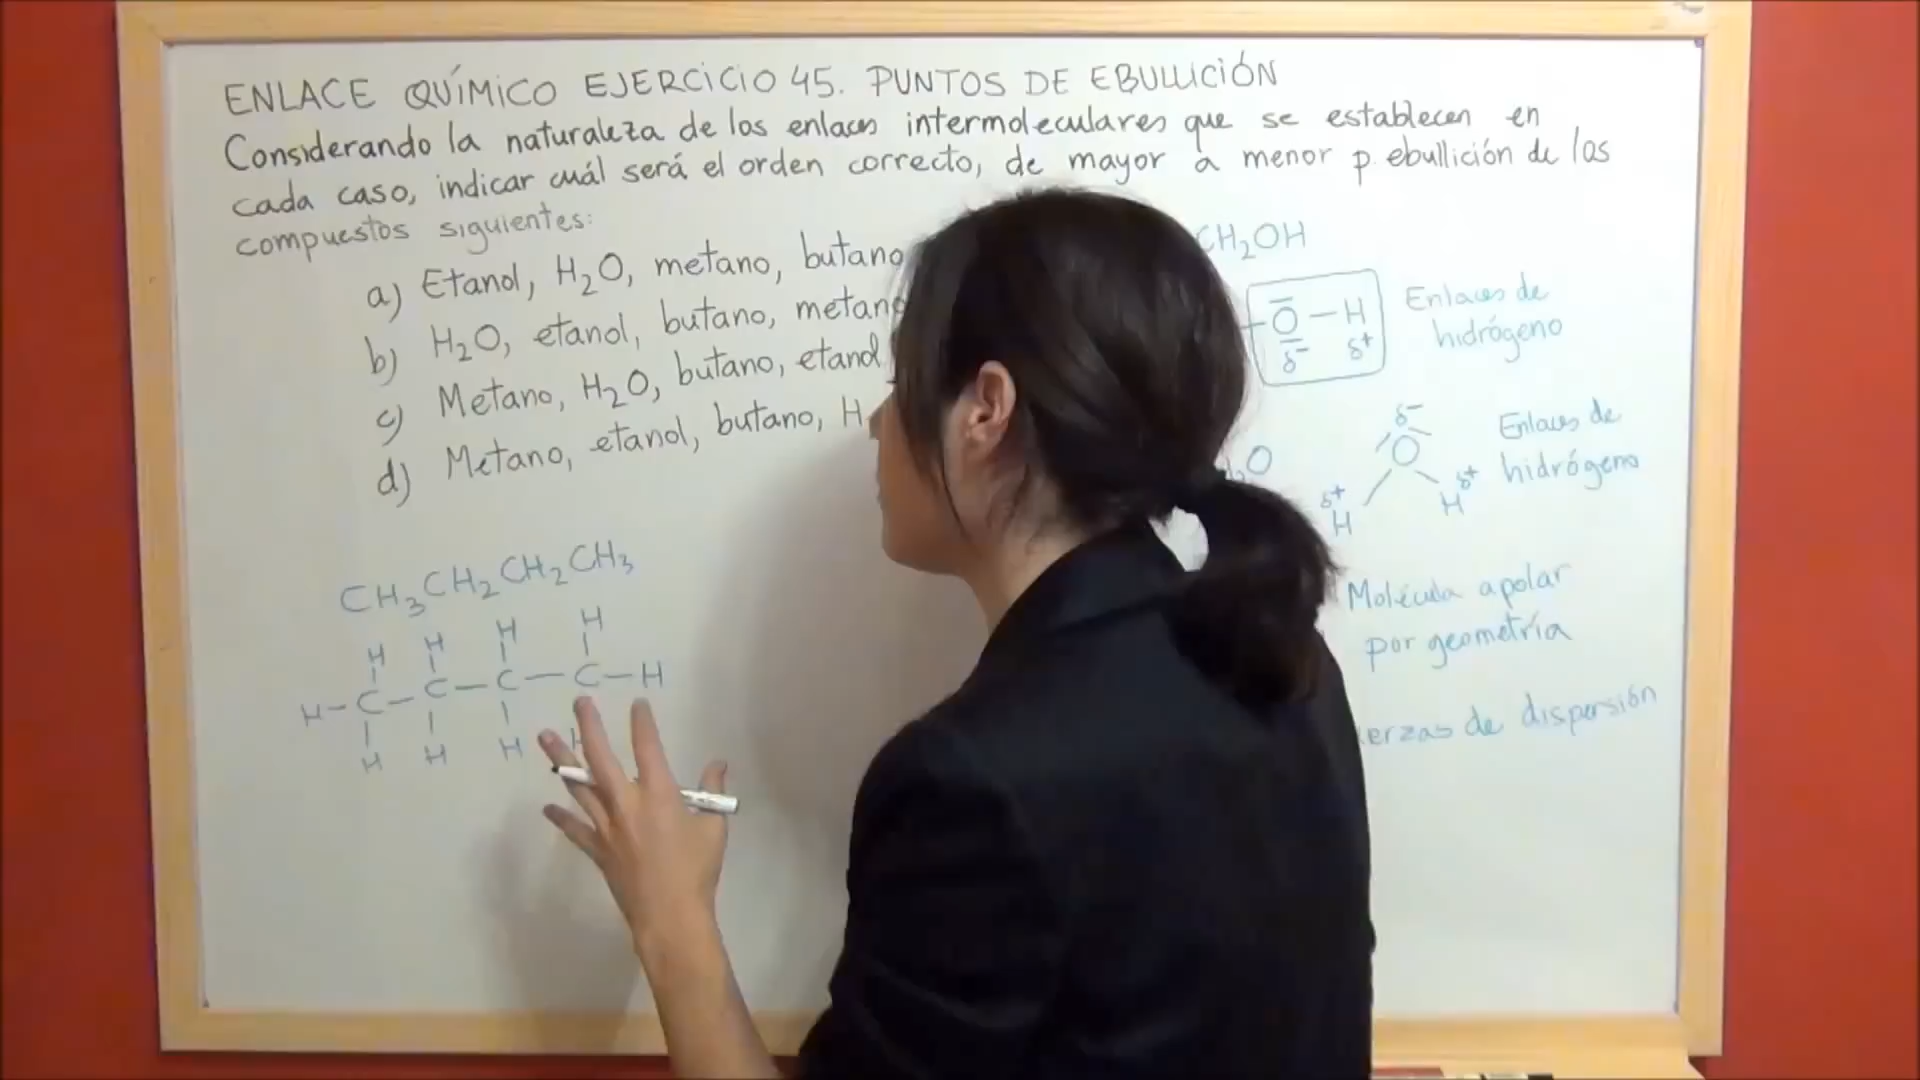 ENLACE QUÍMICO EJERCICIO 45. PUNTOS DE EBULLICIÓN
Considerando la naturaleza de los enlaces intermoleculares que se establecen en
cada caso, indicar cuál será el orden correcto, de mayor a menor p. ebullición de los
compuestos siguientes:
a) Etanol, H2O, metano, butano
b) H2O, etanol, butano, metano
c) Metano, H2O, butano, etanol
d) Metano, etanol, butano, H
CH3CH2CH2CH3
H H H H
H-C-C-C-C-H
H H H H
CH2OH
O-H
δ- δ+
Enlaces de
hidrógeno
O
δ-
O
δ+ δ+
H H
Enlaces de
hidrógeno
Molécula apolar
por geometría
de dispersión